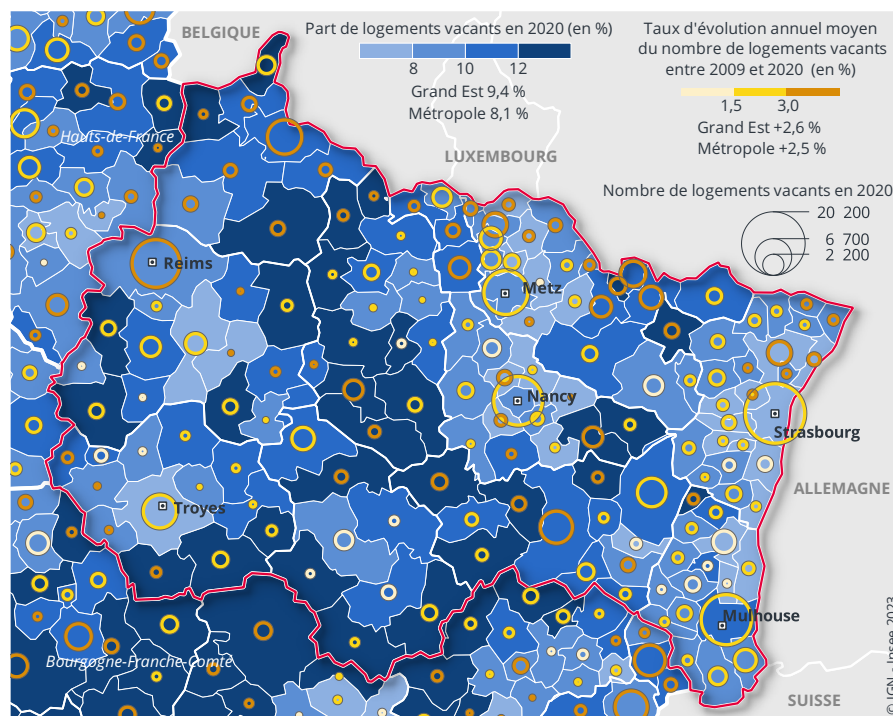 BELGIQUE
Part de logements vacants en 2020 (en %)
8 10 12
Grand Est 9,4 %
Métropole 8,1 %
Taux d'évolution annuel moyen
du nombre de logements vacants
entre 2009 et 2020 (en %)
1,5 3,0
Grand Est +2,6 %
Métropole +2,5 %
Hauts-de-France
LUXEMBOURG
Nombre de logements vacants en 2020
20 200
6 700
2 200
Reims
Metz
Nancy
Strasbourg
ALLEMAGNE
Troyes
Mulhouse
Bourgogne-Franche-Comté
SUISSE
© IGN - Insee 2023